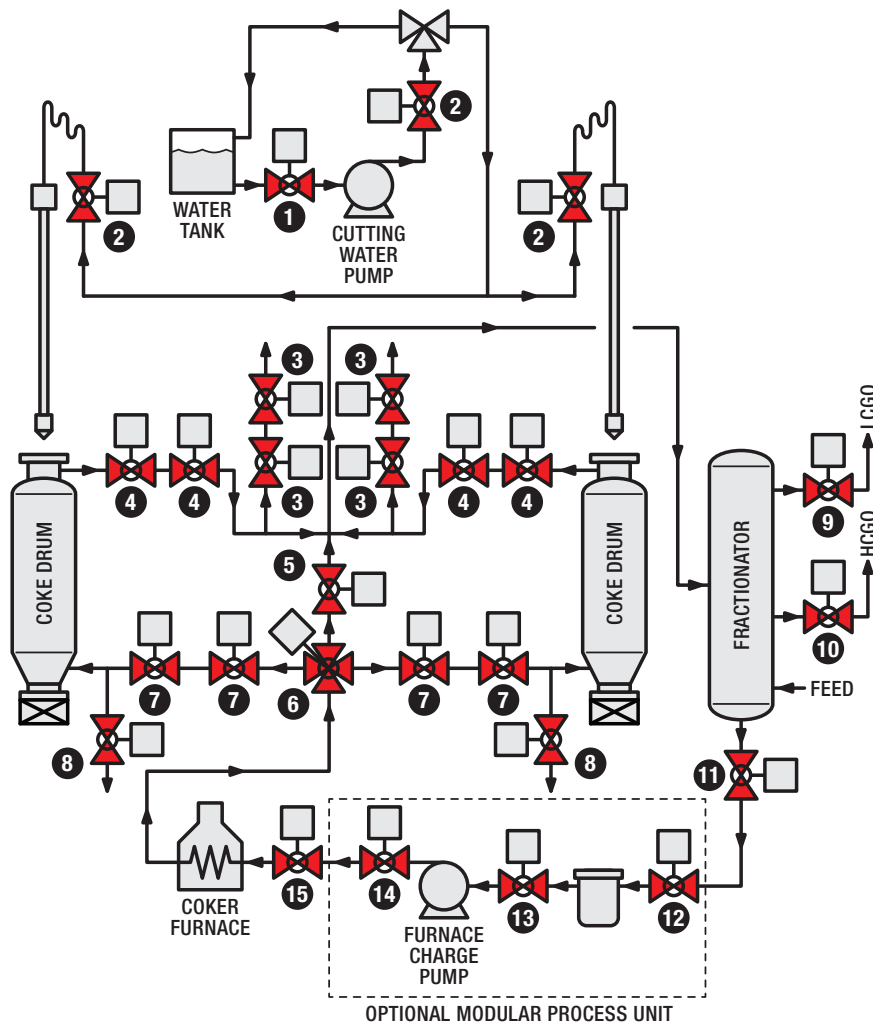 2
WATER
TANK
1
CUTTING
WATER
PUMP
2
2
3
3
4
4
3
3
4
4
LCGO
9
COKE DRUM
5
COKE DRUM
FRACTIONATOR
HCGO
10
7
7
6
7
7
FEED
8
8
11
COKER
FURNACE
15
14
FURNACE
CHARGE
PUMP
13
12
OPTIONAL MODULAR PROCESS UNIT